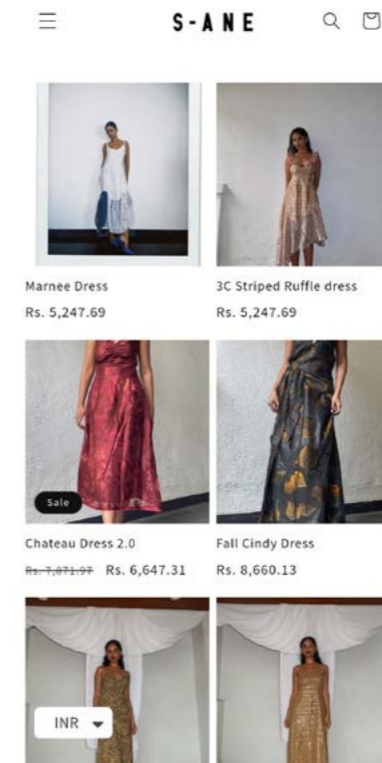 S-ANE
Marnee Dress
3C Striped Ruffle dress
Rs. 5,247.69
Rs. 5,247.69
Sale
Chateau Dress 2.0
Fall Cindy Dress
Rs. 7,871.97 Rs. 6,647.31
Rs. 8,660.13
INR